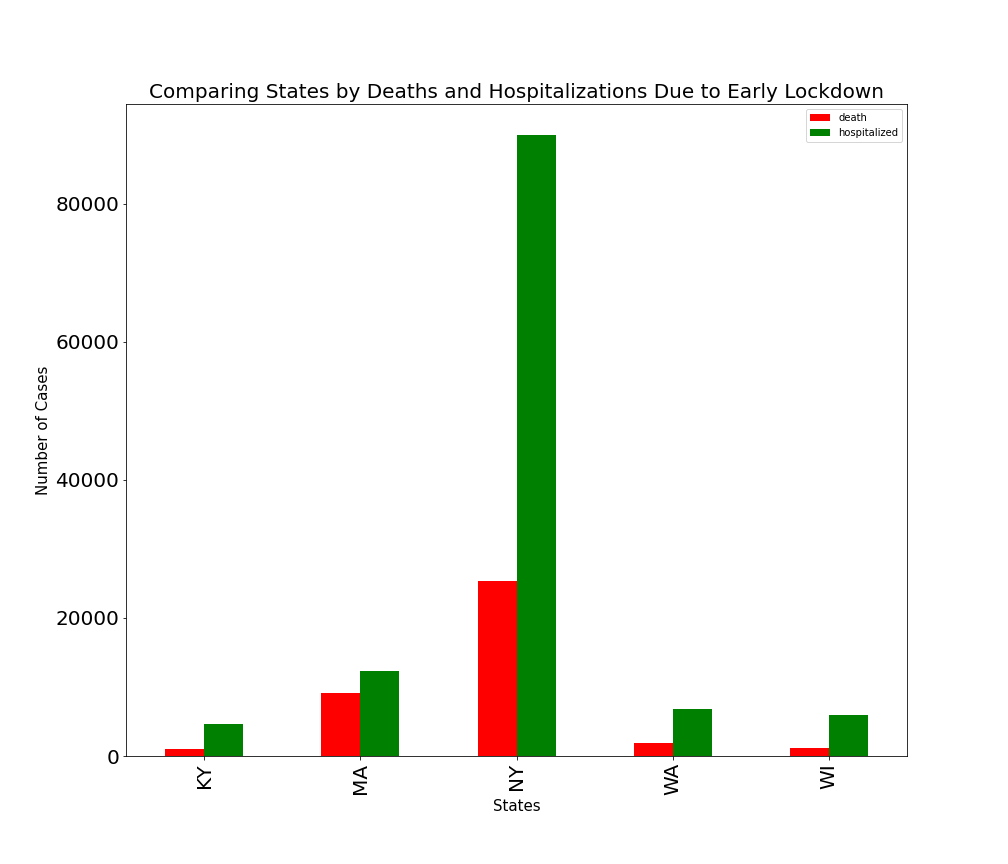 Comparing States by Deaths and Hospitalizations Due to Early Lockdown
death
hospitalized
80000
60000
40000
20000
0
Number of Cases
KY
MA
NY
WA
WI
States